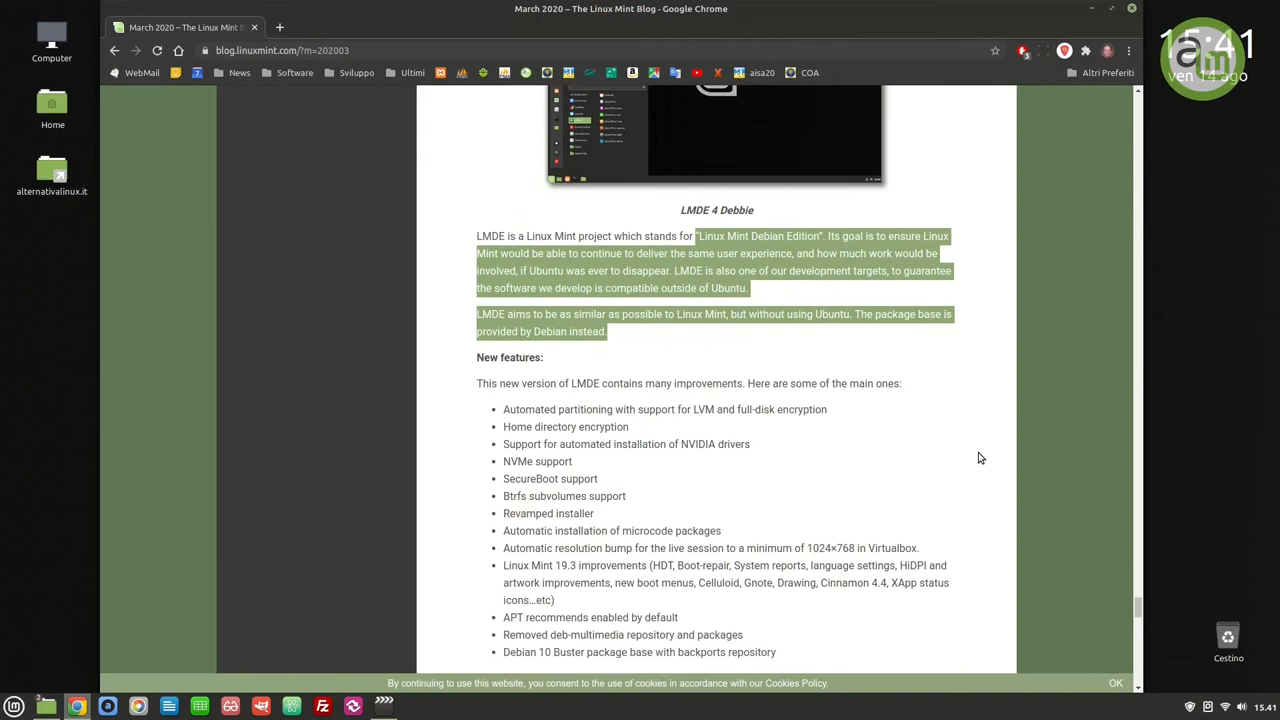 March 2020 – The Linux Mint Blog - Google Chrome
March 2020 – The Linux Mint B
blog.linuxmint.com/?m=202003
WebMail
News
Software
Sviluppo
Ultimi
aisa20
COA
Altri Preferiti
Computer
Home
alternativalinux.it
15:41
ven 14 ago
LMDE 4 Debbie
LMDE is a Linux Mint project which stands for “Linux Mint Debian Edition”. Its goal is to ensure Linux
Mint would be able to continue to deliver the same user experience, and how much work would be
involved, if Ubuntu was ever to disappear. LMDE is also one of our development targets, to guarantee
the software we develop is compatible outside of Ubuntu.
LMDE aims to be as similar as possible to Linux Mint, but without using Ubuntu. The package base is
provided by Debian instead.
New features:
This new version of LMDE contains many improvements. Here are some of the main ones:
• Automated partitioning with support for LVM and full-disk encryption
• Home directory encryption
• Support for automated installation of NVIDIA drivers
• NVMe support
• SecureBoot support
• Btrfs subvolumes support
• Revamped installer
• Automatic installation of microcode packages
• Automatic resolution bump for the live session to a minimum of 1024×768 in Virtualbox.
• Linux Mint 19.3 improvements (HDT, Boot-repair, System reports, language settings, HiDPI and
artwork improvements, new boot menus, Celluloid, Gnote, Drawing, Cinnamon 4.4, XApp status
icons…etc)
• APT recommends enabled by default
• Removed deb-multimedia repository and packages
• Debian 10 Buster package base with backports repository
By continuing to use this website, you consent to the use of cookies in accordance with our Cookies Policy.
OK
Cestino
15.41